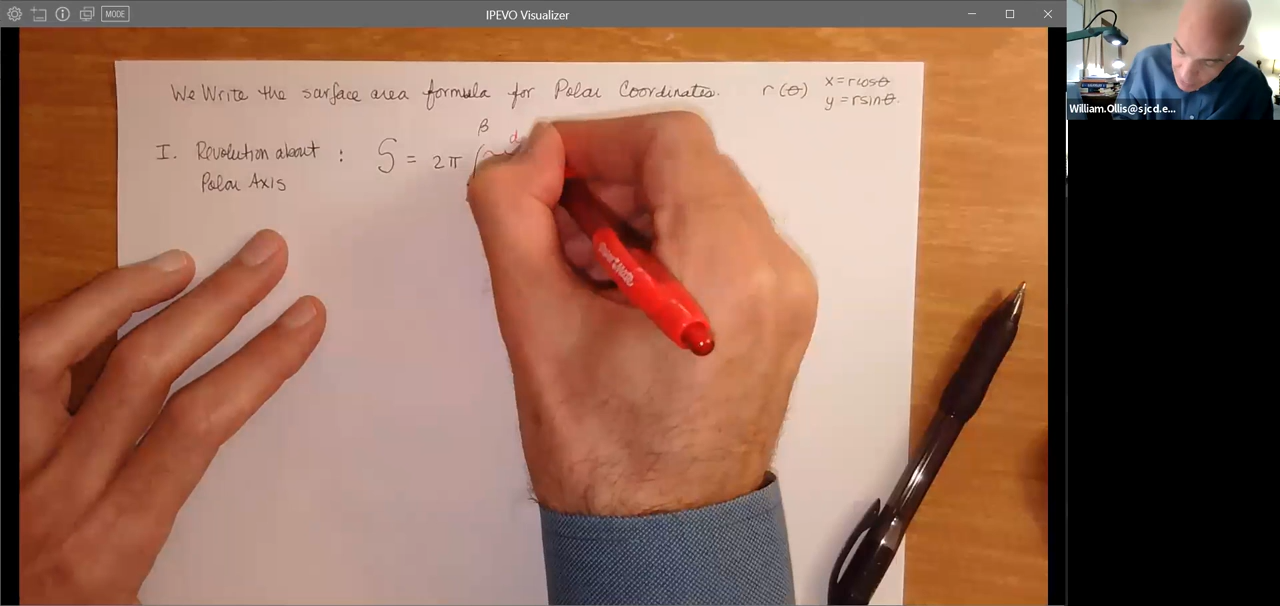 IPEVO Visualizer
MODE
We Write the surface area formula for Polar Coordinates. r(θ) x = rcosθ
y = rsinθ.
β
I. Revolution about : S = 2π ∫
Polar Axis
William.Ollis@sjcd.e...